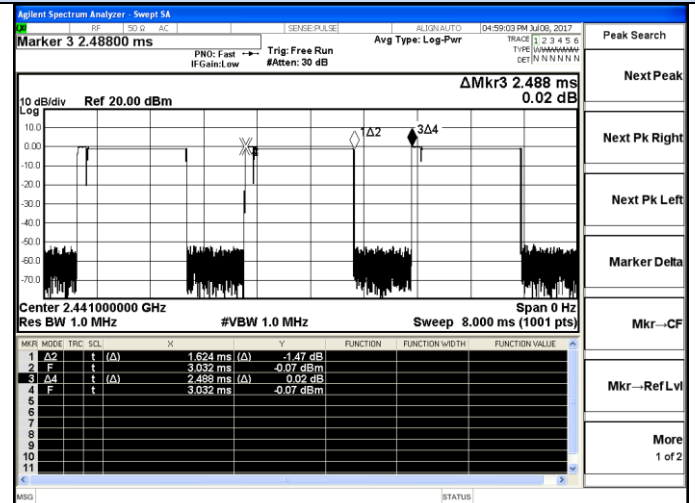 Agilent Spectrum Analyzer - Swept SA
RF 50 Ω AC SENSE:PULSE ALIGNAUTO 04:59:03 PM Jul 08, 2017
Marker 3 2.48800 ms
PNO: Fast
IFGain:Low
Trig: Free Run
#Atten: 30 dB
Avg Type: Log-Pwr
TRACE 1 2 3 4 5 6
TYPE
DET N N N N N N
Peak Search
Next Peak
Next Pk Right
Next Pk Left
Marker Delta
Mkr→CF
Mkr→Ref Lvl
More
1 of 2
ΔMkr3 2.488 ms
0.02 dB
10 dB/div Ref 20.00 dBm
Log
10.0
0.00
-10.0
-20.0
-30.0
-40.0
-50.0
-60.0
-70.0
1Δ2
3Δ4
Center 2.441000000 GHz
Span 0 Hz
Res BW 1.0 MHz
#VBW 1.0 MHz
Sweep 8.000 ms (1001 pts)
MKR MODE TRC SCL X Y FUNCTION FUNCTION WIDTH FUNCTION VALUE
1 Δ2 t (Δ) 1.624 ms (Δ) -1.47 dB
2 F t 3.032 ms -0.07 dBm
3 Δ4 t (Δ) 2.488 ms (Δ) 0.02 dB
4 F t 3.032 ms -0.07 dBm
5
6
7
8
9
10
11
MSG STATUS